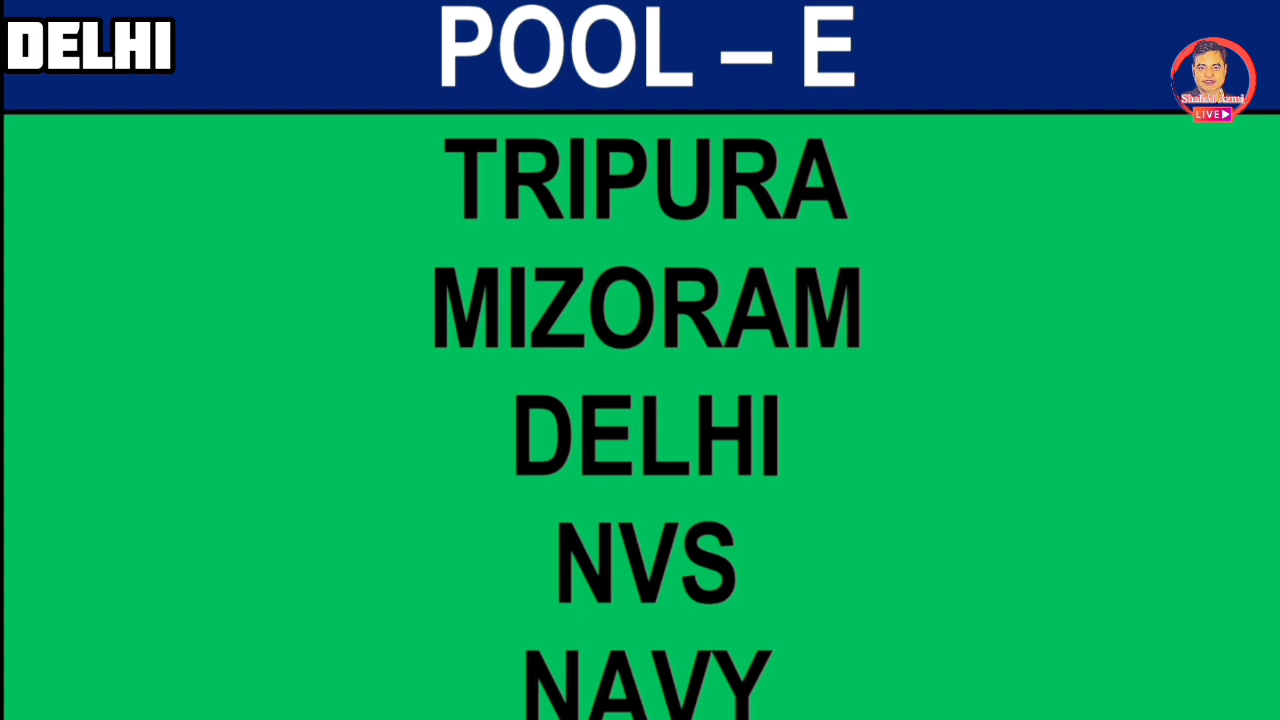 DELHI
POOL – E
LIVE
TRIPURA
MIZORAM
DELHI
NVS
NAVY